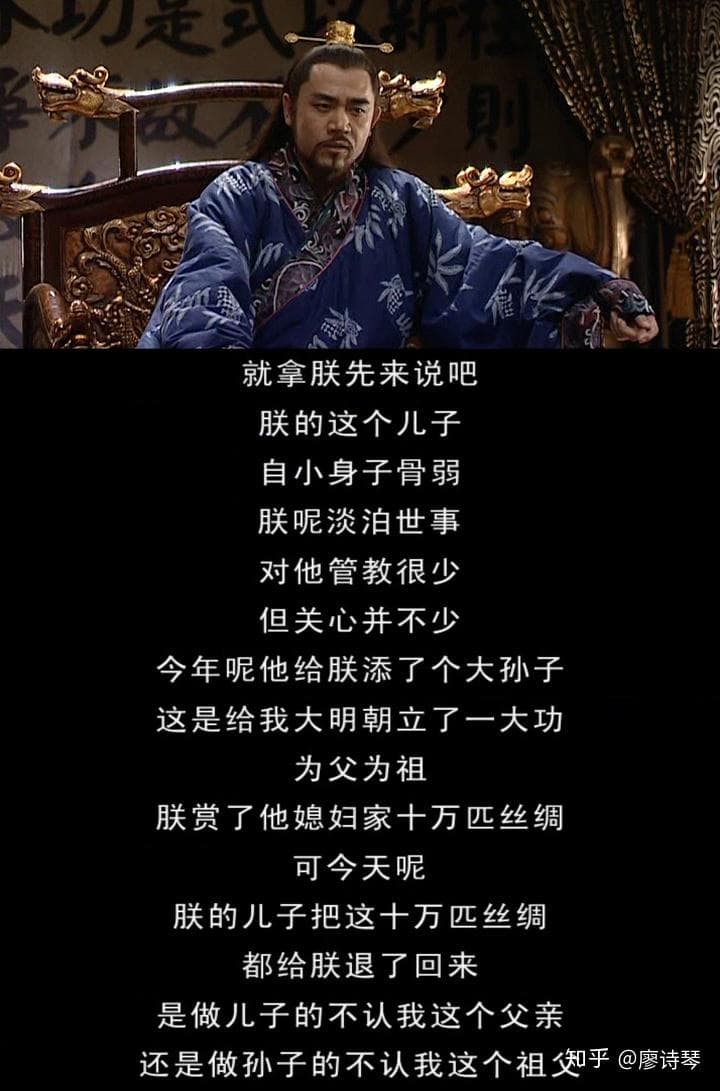 功是式以新
則
就拿朕先来说吧
朕的这个儿子
自小身子骨弱
朕呢淡泊世事
对他管教很少
但关心并不少
今年呢他给朕添了个大孙子
这是给我大明朝立了一大功
为父为祖
朕赏了他媳妇家十万匹丝绸
可今天呢
朕的儿子把这十万匹丝绸
都给朕退了回来
是做儿子的不认我这个父亲
还是做孙子的不认我这个祖父
知乎 @廖诗琴